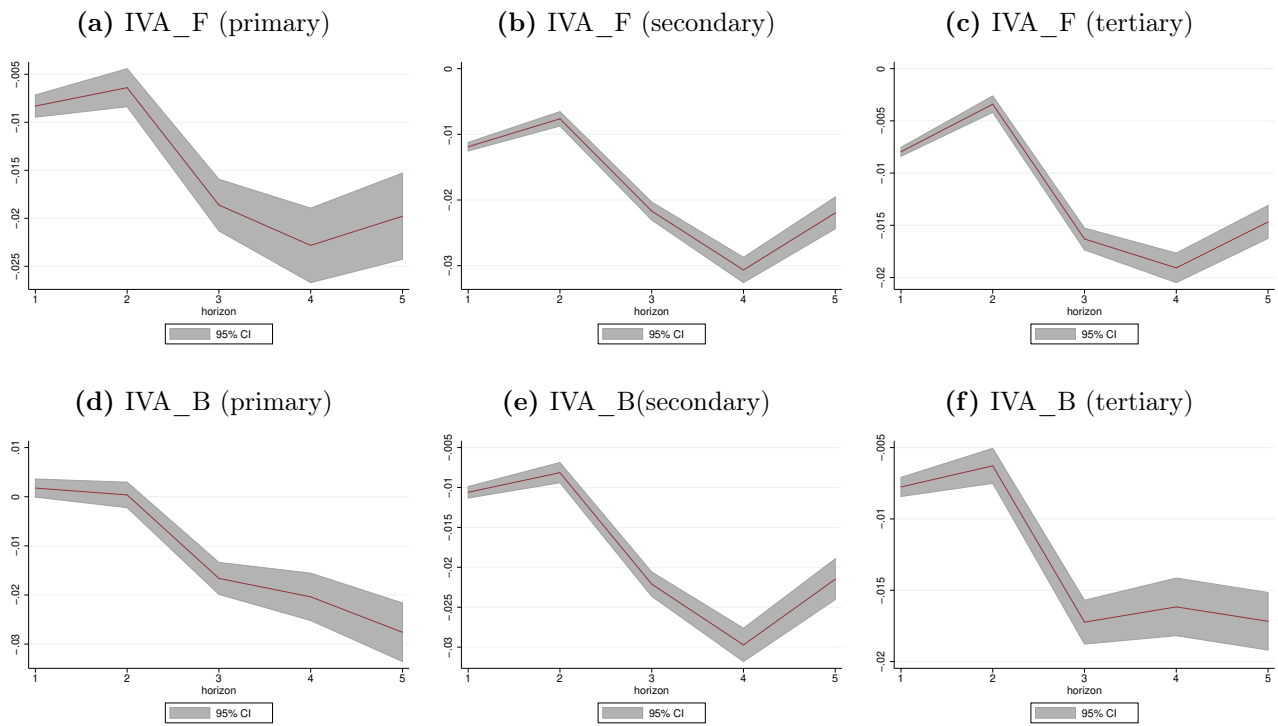 (a) IVA_F (primary)
(b) IVA_F (secondary)
(c) IVA_F (tertiary)
-.005
-.01
-.015
-.02
-.025
1 2 3 4 5
horizon
95% CI
0
-.01
-.02
-.03
1 2 3 4 5
horizon
95% CI
0
-.005
-.01
-.015
-.02
1 2 3 4 5
horizon
95% CI
(d) IVA_B (primary)
(e) IVA_B(secondary)
(f) IVA_B (tertiary)
.01
0
-.01
-.02
-.03
1 2 3 4 5
horizon
95% CI
-.005
-.01
-.015
-.02
-.025
-.03
1 2 3 4 5
horizon
95% CI
-.005
-.01
-.015
-.02
1 2 3 4 5
horizon
95% CI